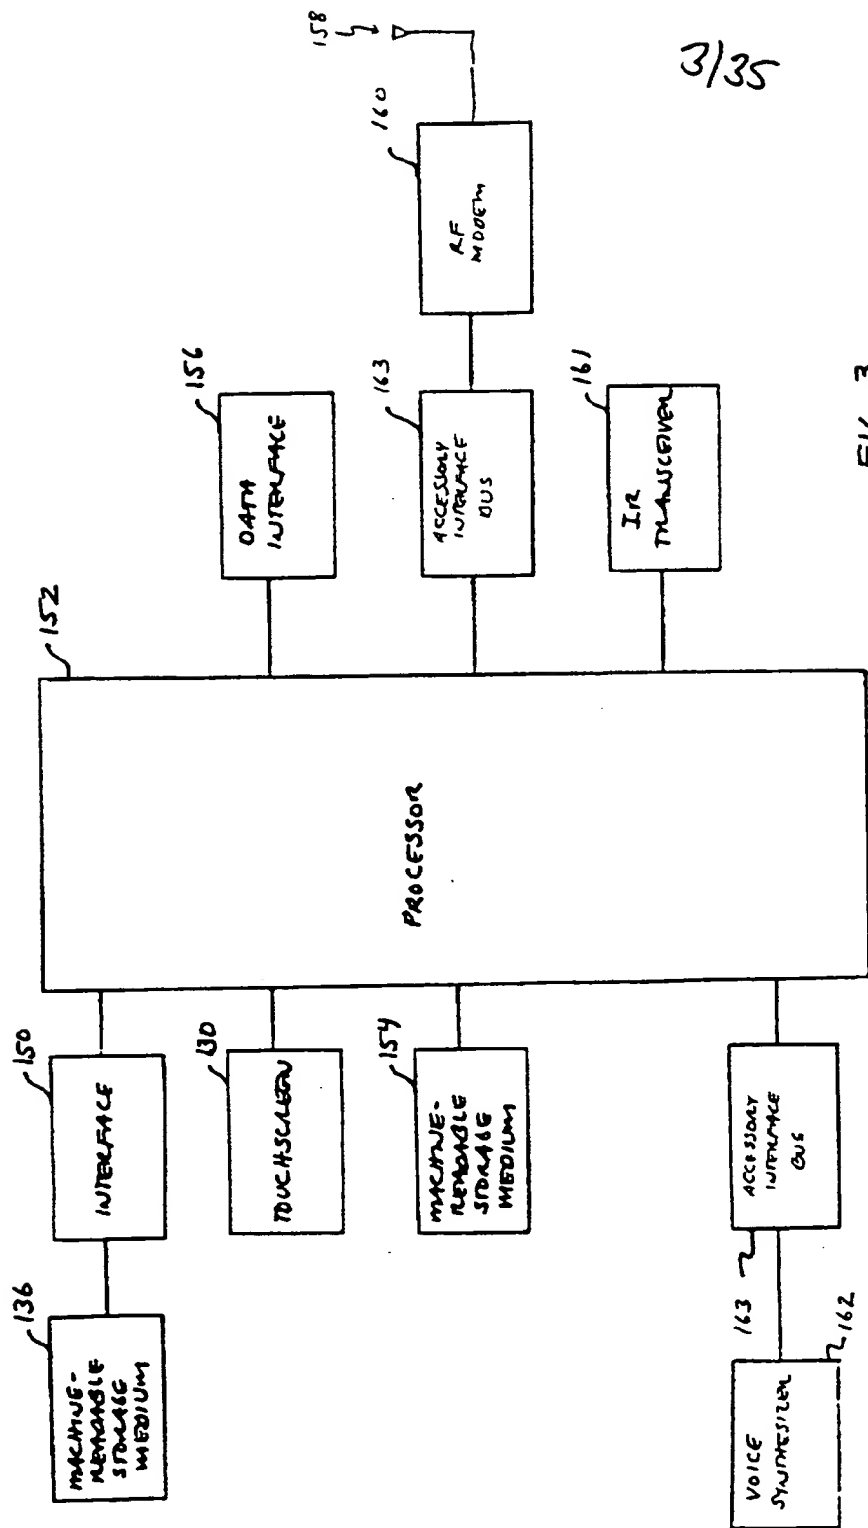 3/35
158
160
RF
MODEM
156
DATA
INTERFACE
163
ACCESSORY
INTERFACE
BUS
161
IR
TRANSCEIVER
152
PROCESSOR
150
INTERFACE
136
MACHINE-
READABLE
STORAGE
MEDIUM
130
TOUCHSCREEN
154
MACHINE-
READABLE
STORAGE
MEDIUM
ACCESSORY
INTERFACE
BUS
163
162
VOICE
SYNTHESIZER
FIG. 3